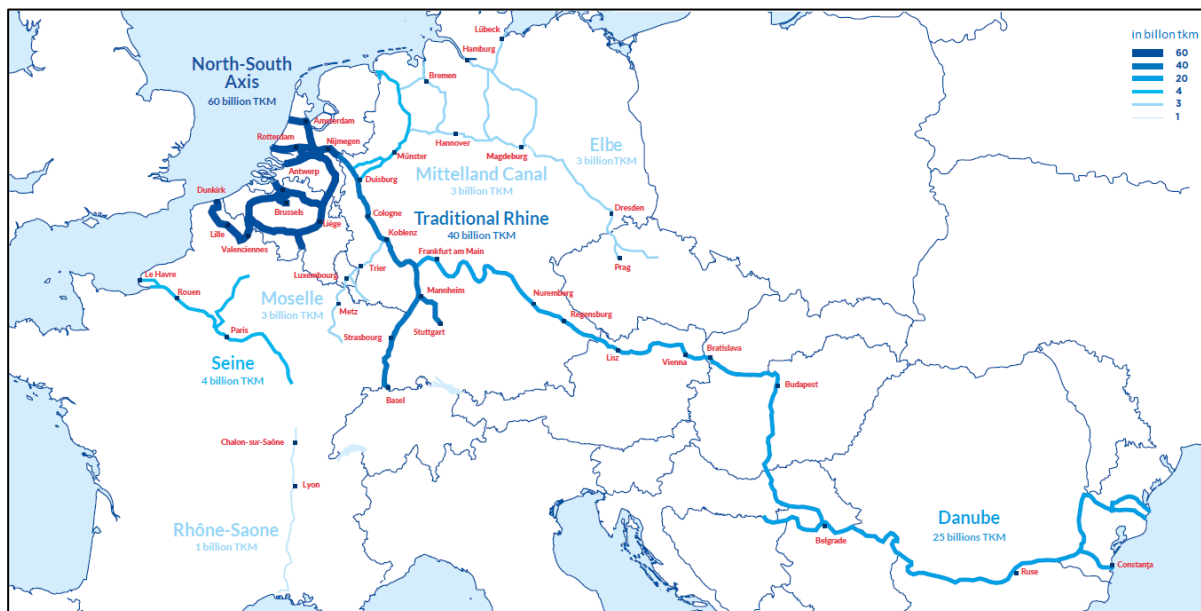 Lübeck
Hamburg
in billon tkm
60
40
20
4
3
1
North-South
Axis
60 billion TKM
Bremen
Amsterdam
Rotterdam
Nijmegen
Hannover
Magdeburg
Elbe
3 billionTKM
Münster
Antwerp
Duisburg
Mittelland Canal
3 billion TKM
Dunkirk
Brussels
Cologne
Dresden
Traditional Rhine
40 billion TKM
Lille
Liège
Koblenz
Valenciennes
Frankfurt am Main
Prag
Le Havre
Luxembourg
Trier
Rouen
Moselle
3 billion TKM
Metz
Mannheim
Nuremberg
Regensburg
Paris
Strasbourg
Stuttgart
Seine
4 billion TKM
Linz
Vienna
Bratislava
Basel
Budapest
Chalon-sur-Saône
Lyon
Rhône-Saone
1 billion TKM
Danube
25 billions TKM
Belgrade
Ruse
Constanţa